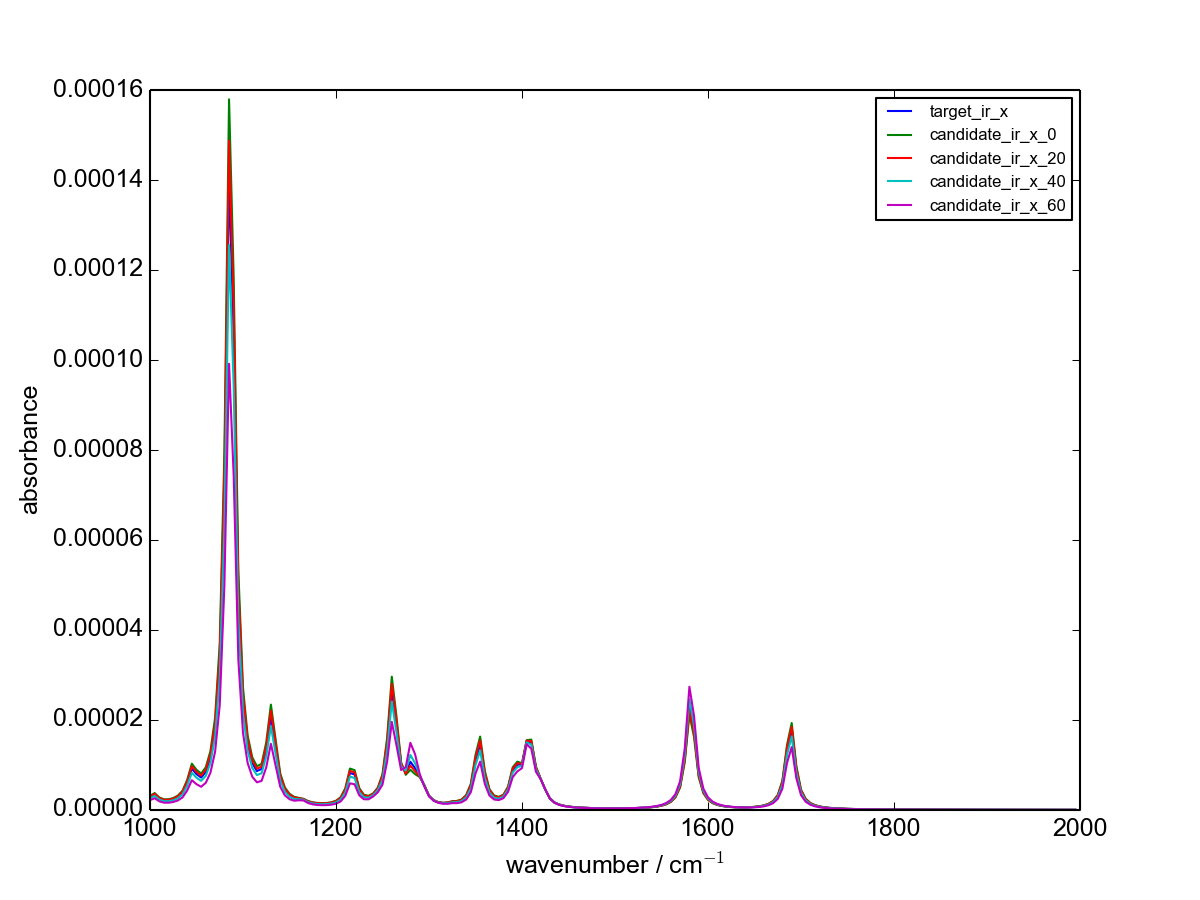 0.00016
0.00014
0.00012
0.00010
0.00008
0.00006
0.00004
0.00002
0.00000
absorbance
1000
1200
1400
1600
1800
2000
wavenumber / cm⁻¹
target_ir_x
candidate_ir_x_0
candidate_ir_x_20
candidate_ir_x_40
candidate_ir_x_60